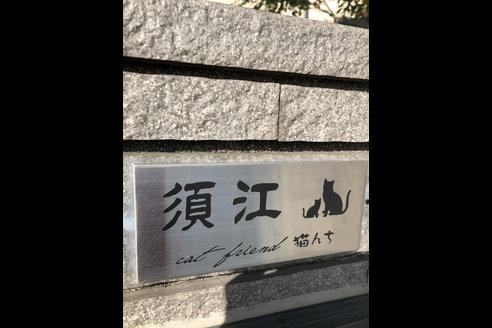 須江
cat friend 猫んち